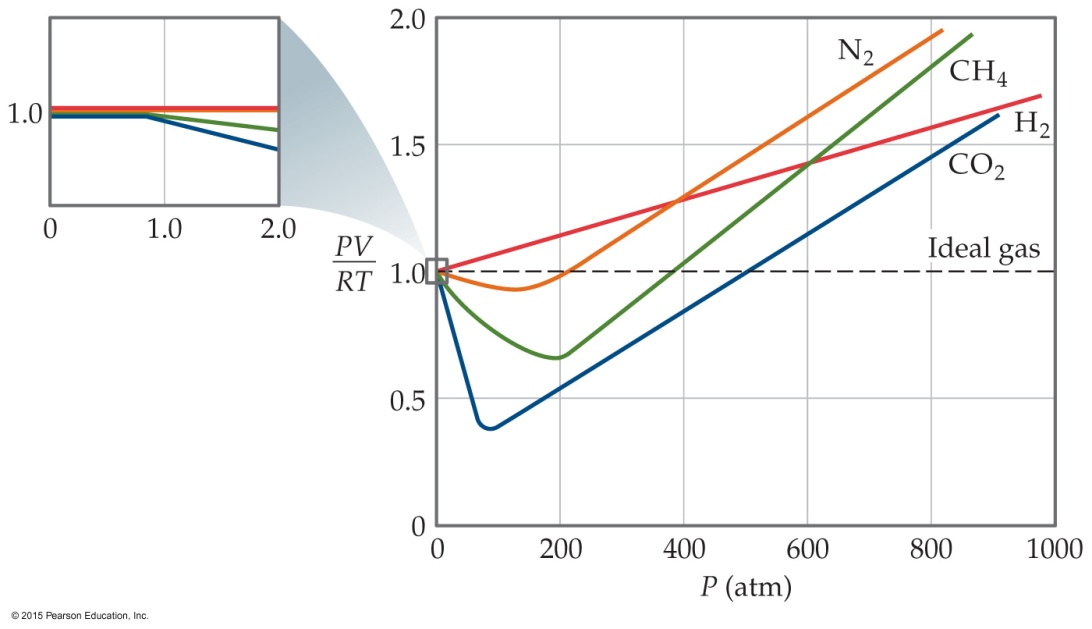 1.0
0 1.0 2.0
PV
RT
2.0
1.5
1.0
0.5
0
0 200 400 600 800 1000
P (atm)
N₂
CH₄
H₂
CO₂
Ideal gas
© 2015 Pearson Education, Inc.